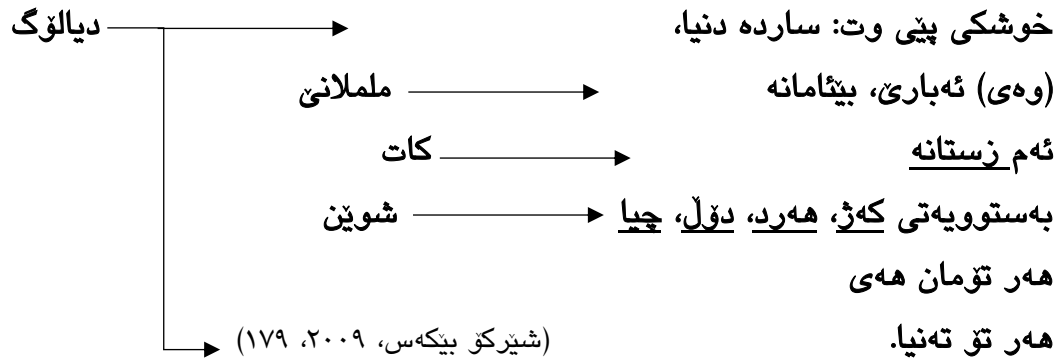 خوشکی پێی وت: ساردە دنیا، دیالۆگ
(وەی) ئەبارێ، بێئامانە ململانێ
ئەم زستانە کات
بەستوویەتی کەژ، هەرد، دۆڵ، چیا شوێن
هەر تۆمان هەی
هەر تۆ تەنیا. (شێرکۆ بێکەس، ٢٠٠٩، ١٧٩)